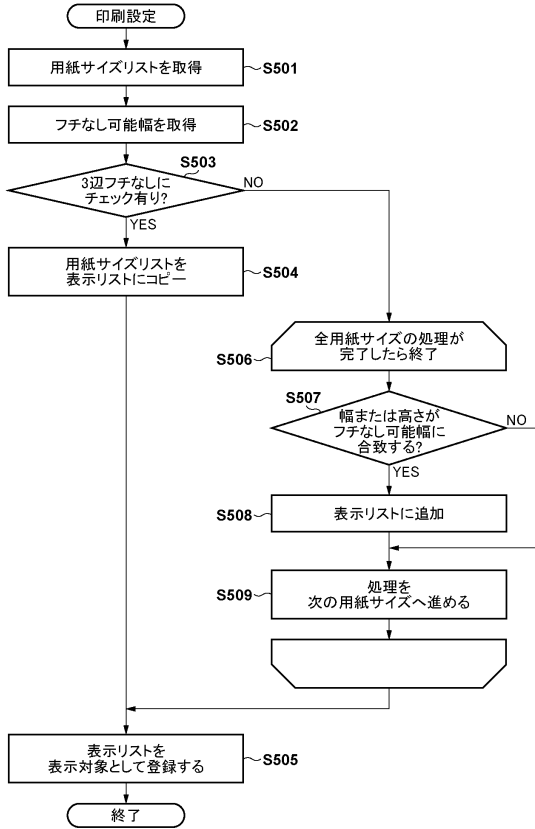 印刷設定
用紙サイズリストを取得
S501
フチなし可能幅を取得
S502
S503
3辺フチなしに
チェック有り?
NO
YES
用紙サイズリストを
表示リストにコピー
S504
全用紙サイズの処理が
完了したら終了
S506
S507
幅または高さが
フチなし可能幅に
合致する?
NO
YES
表示リストに追加
S508
処理を
次の用紙サイズへ進める
S509
表示リストを
表示対象として登録する
S505
終了